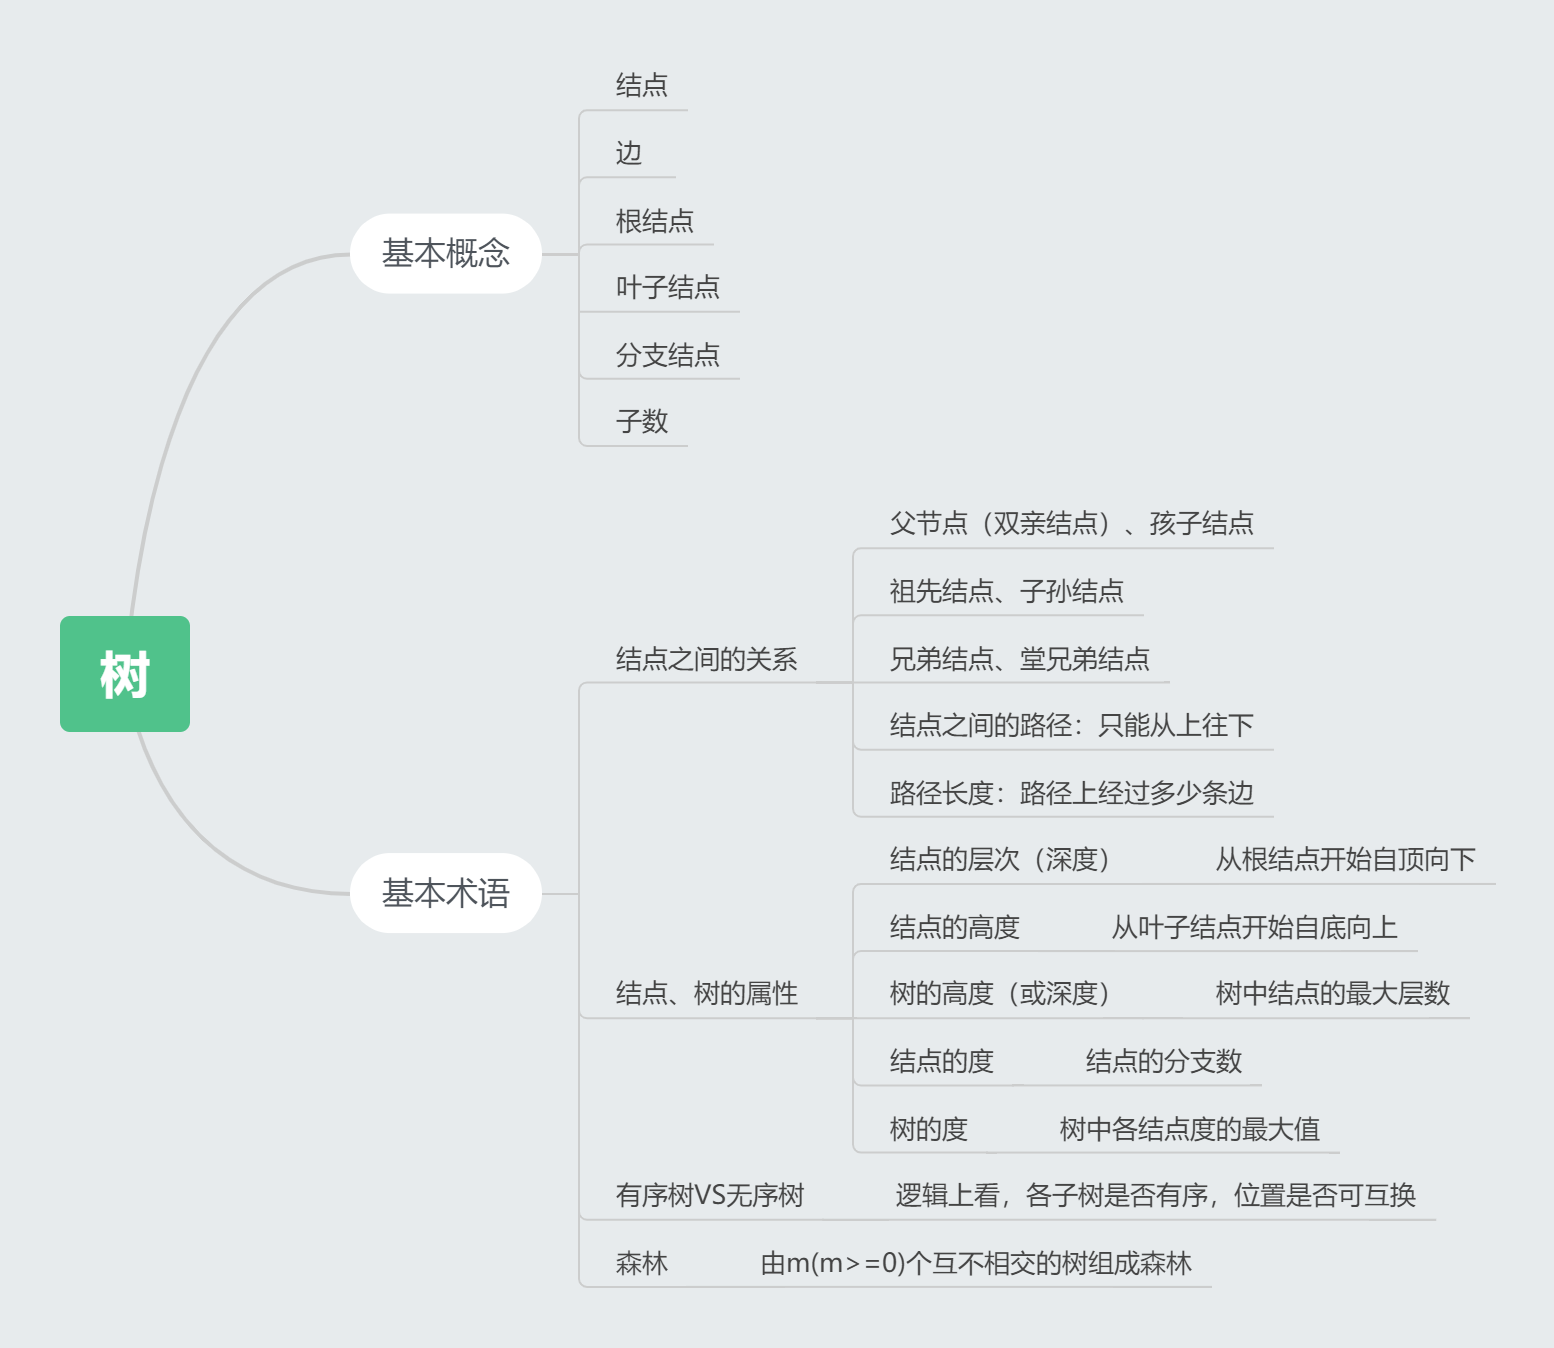 树
基本概念
结点
边
根结点
叶子结点
分支结点
子数
基本术语
结点之间的关系
父节点（双亲结点）、孩子结点
祖先结点、子孙结点
兄弟结点、堂兄弟结点
结点之间的路径：只能从上往下
路径长度：路径上经过多少条边
结点、树的属性
结点的层次（深度） 从根结点开始自顶向下
结点的高度 从叶子结点开始自底向上
树的高度（或深度） 树中结点的最大层数
结点的度 结点的分支数
树的度 树中各结点度的最大值
有序树VS无序树 逻辑上看，各子树是否有序，位置是否可互换
森林 由m(m>=0)个互不相交的树组成森林